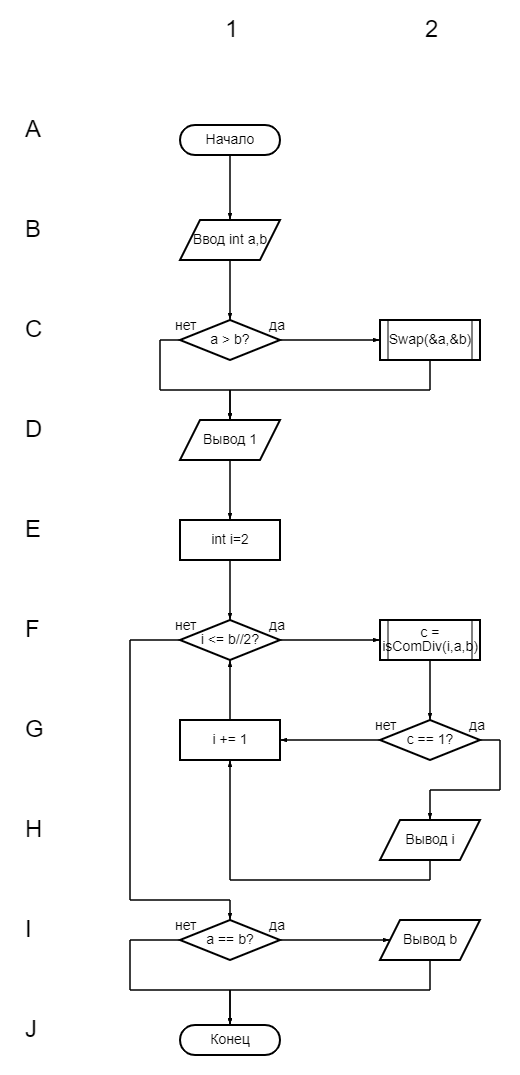 1 2
A
Начало
B
Ввод int a,b
C
нет да
a > b?
Swap(&a,&b)
D
Вывод 1
E
int i=2
F
нет да
i <= b//2?
c =
isComDiv(i,a,b)
G
i += 1
нет да
c == 1?
H
Вывод i
I
нет да
a == b?
Вывод b
J
Конец